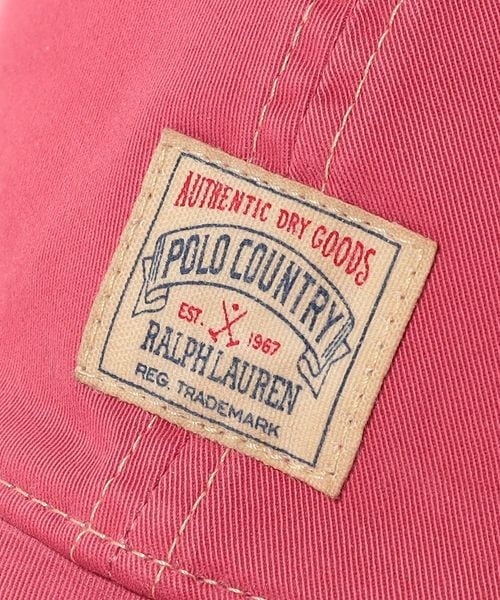 AUTHENTIC DRY GOODS
POLO COUNTRY
EST. 1967
RALPH LAUREN
REG. TRADEMARK